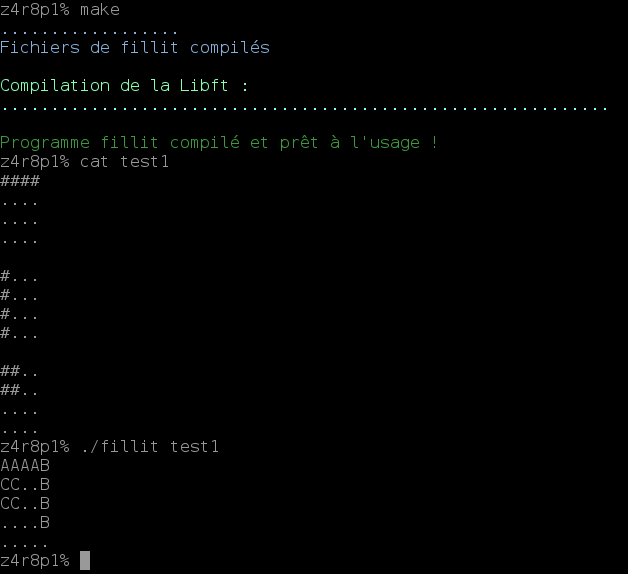 z4r8p1% make
..................
Fichiers de fillit compilés
Compilation de la Libft :
.............................................................
Programme fillit compilé et prêt à l'usage !
z4r8p1% cat test1
####
....
....
....
#...
#...
#...
#...
##..
##..
....
....
z4r8p1% ./fillit test1
AAAAB
CC..B
CC..B
....B
.....
z4r8p1%